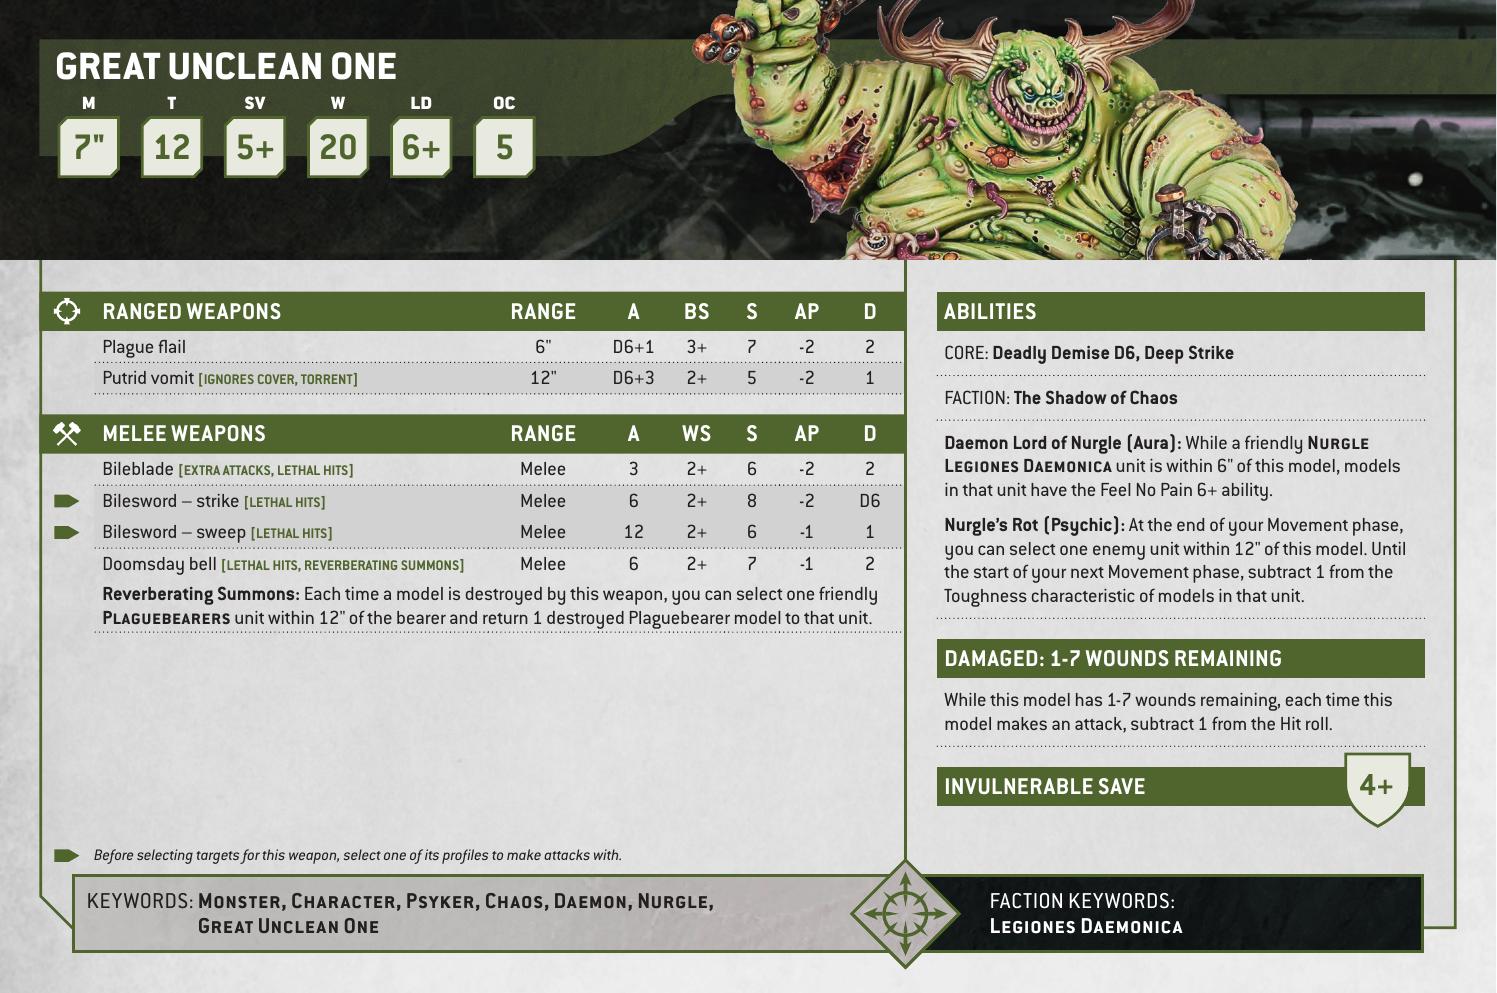 GREAT UNCLEAN ONE
M T SV W LD OC
7" 12 5+ 20 6+ 5
RANGED WEAPONS RANGE A BS S AP D
Plague flail 6" D6+1 3+ 7 -2 2
Putrid vomit [IGNORES COVER, TORRENT] 12" D6+3 2+ 5 -2 1
MELEE WEAPONS RANGE A WS S AP D
Bileblade [EXTRA ATTACKS, LETHAL HITS] Melee 3 2+ 6 -2 2
Bilesword – strike [LETHAL HITS] Melee 6 2+ 8 -2 D6
Bilesword – sweep [LETHAL HITS] Melee 12 2+ 6 -1 1
Doomsday bell [LETHAL HITS, REVERBERATING SUMMONS] Melee 6 2+ 7 -1 2
Reverberating Summons: Each time a model is destroyed by this weapon, you can select one friendly
PLAGUEBEARERS unit within 12" of the bearer and return 1 destroyed Plaguebearer model to that unit.
Before selecting targets for this weapon, select one of its profiles to make attacks with.
ABILITIES
CORE: Deadly Demise D6, Deep Strike
FACTION: The Shadow of Chaos
Daemon Lord of Nurgle (Aura): While a friendly NURGLE
LEGIONES DAEMONICA unit is within 6" of this model, models
in that unit have the Feel No Pain 6+ ability.
Nurgle's Rot (Psychic): At the end of your Movement phase,
you can select one enemy unit within 12" of this model. Until
the start of your next Movement phase, subtract 1 from the
Toughness characteristic of models in that unit.
DAMAGED: 1-7 WOUNDS REMAINING
While this model has 1-7 wounds remaining, each time this
model makes an attack, subtract 1 from the Hit roll.
INVULNERABLE SAVE 4+
KEYWORDS: MONSTER, CHARACTER, PSYKER, CHAOS, DAEMON, NURGLE,
GREAT UNCLEAN ONE
FACTION KEYWORDS:
LEGIONES DAEMONICA